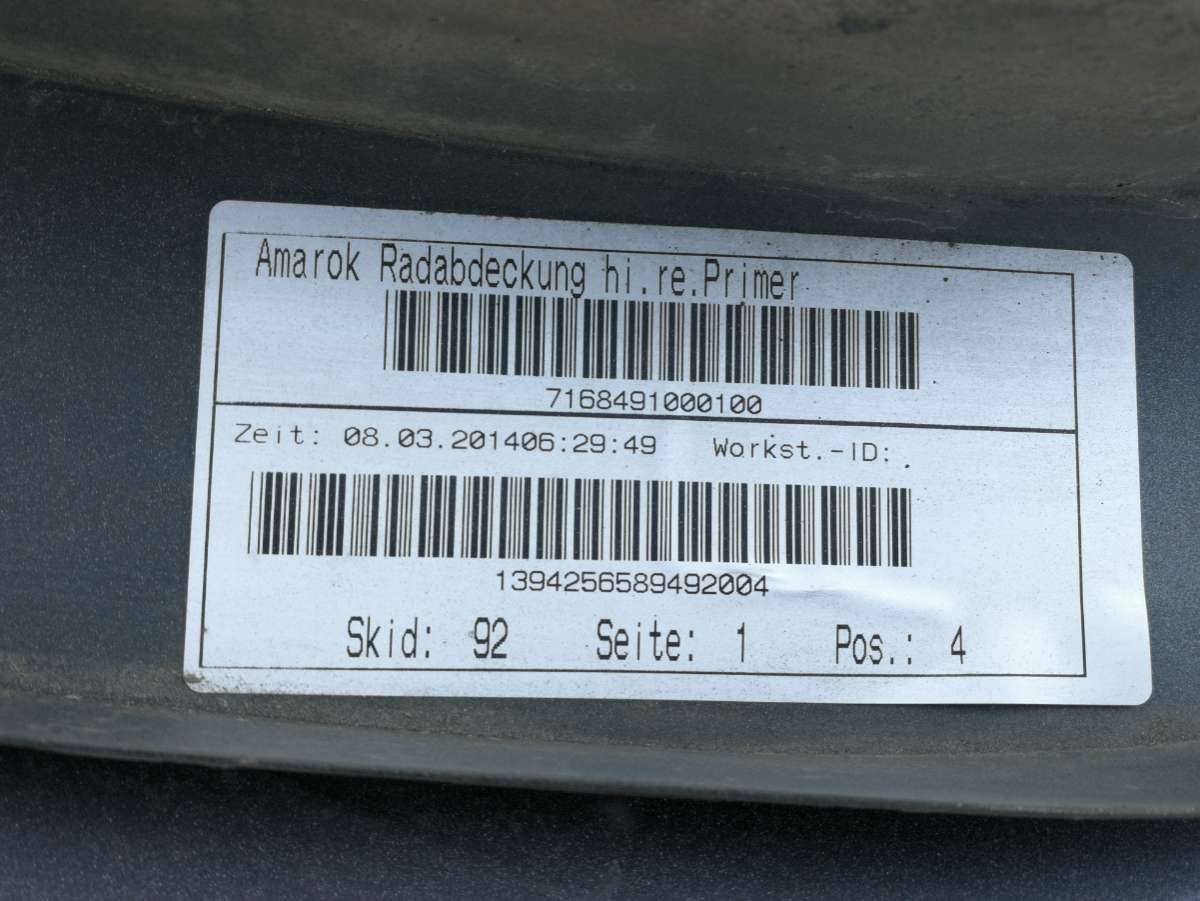 Amarok Radabdeckung hi.re.Primer
7168491000100
Zeit: 08.03.201406:29:49 Workst.-ID:
1394256589492004
Skid: 92 Seite: 1 Pos.: 4